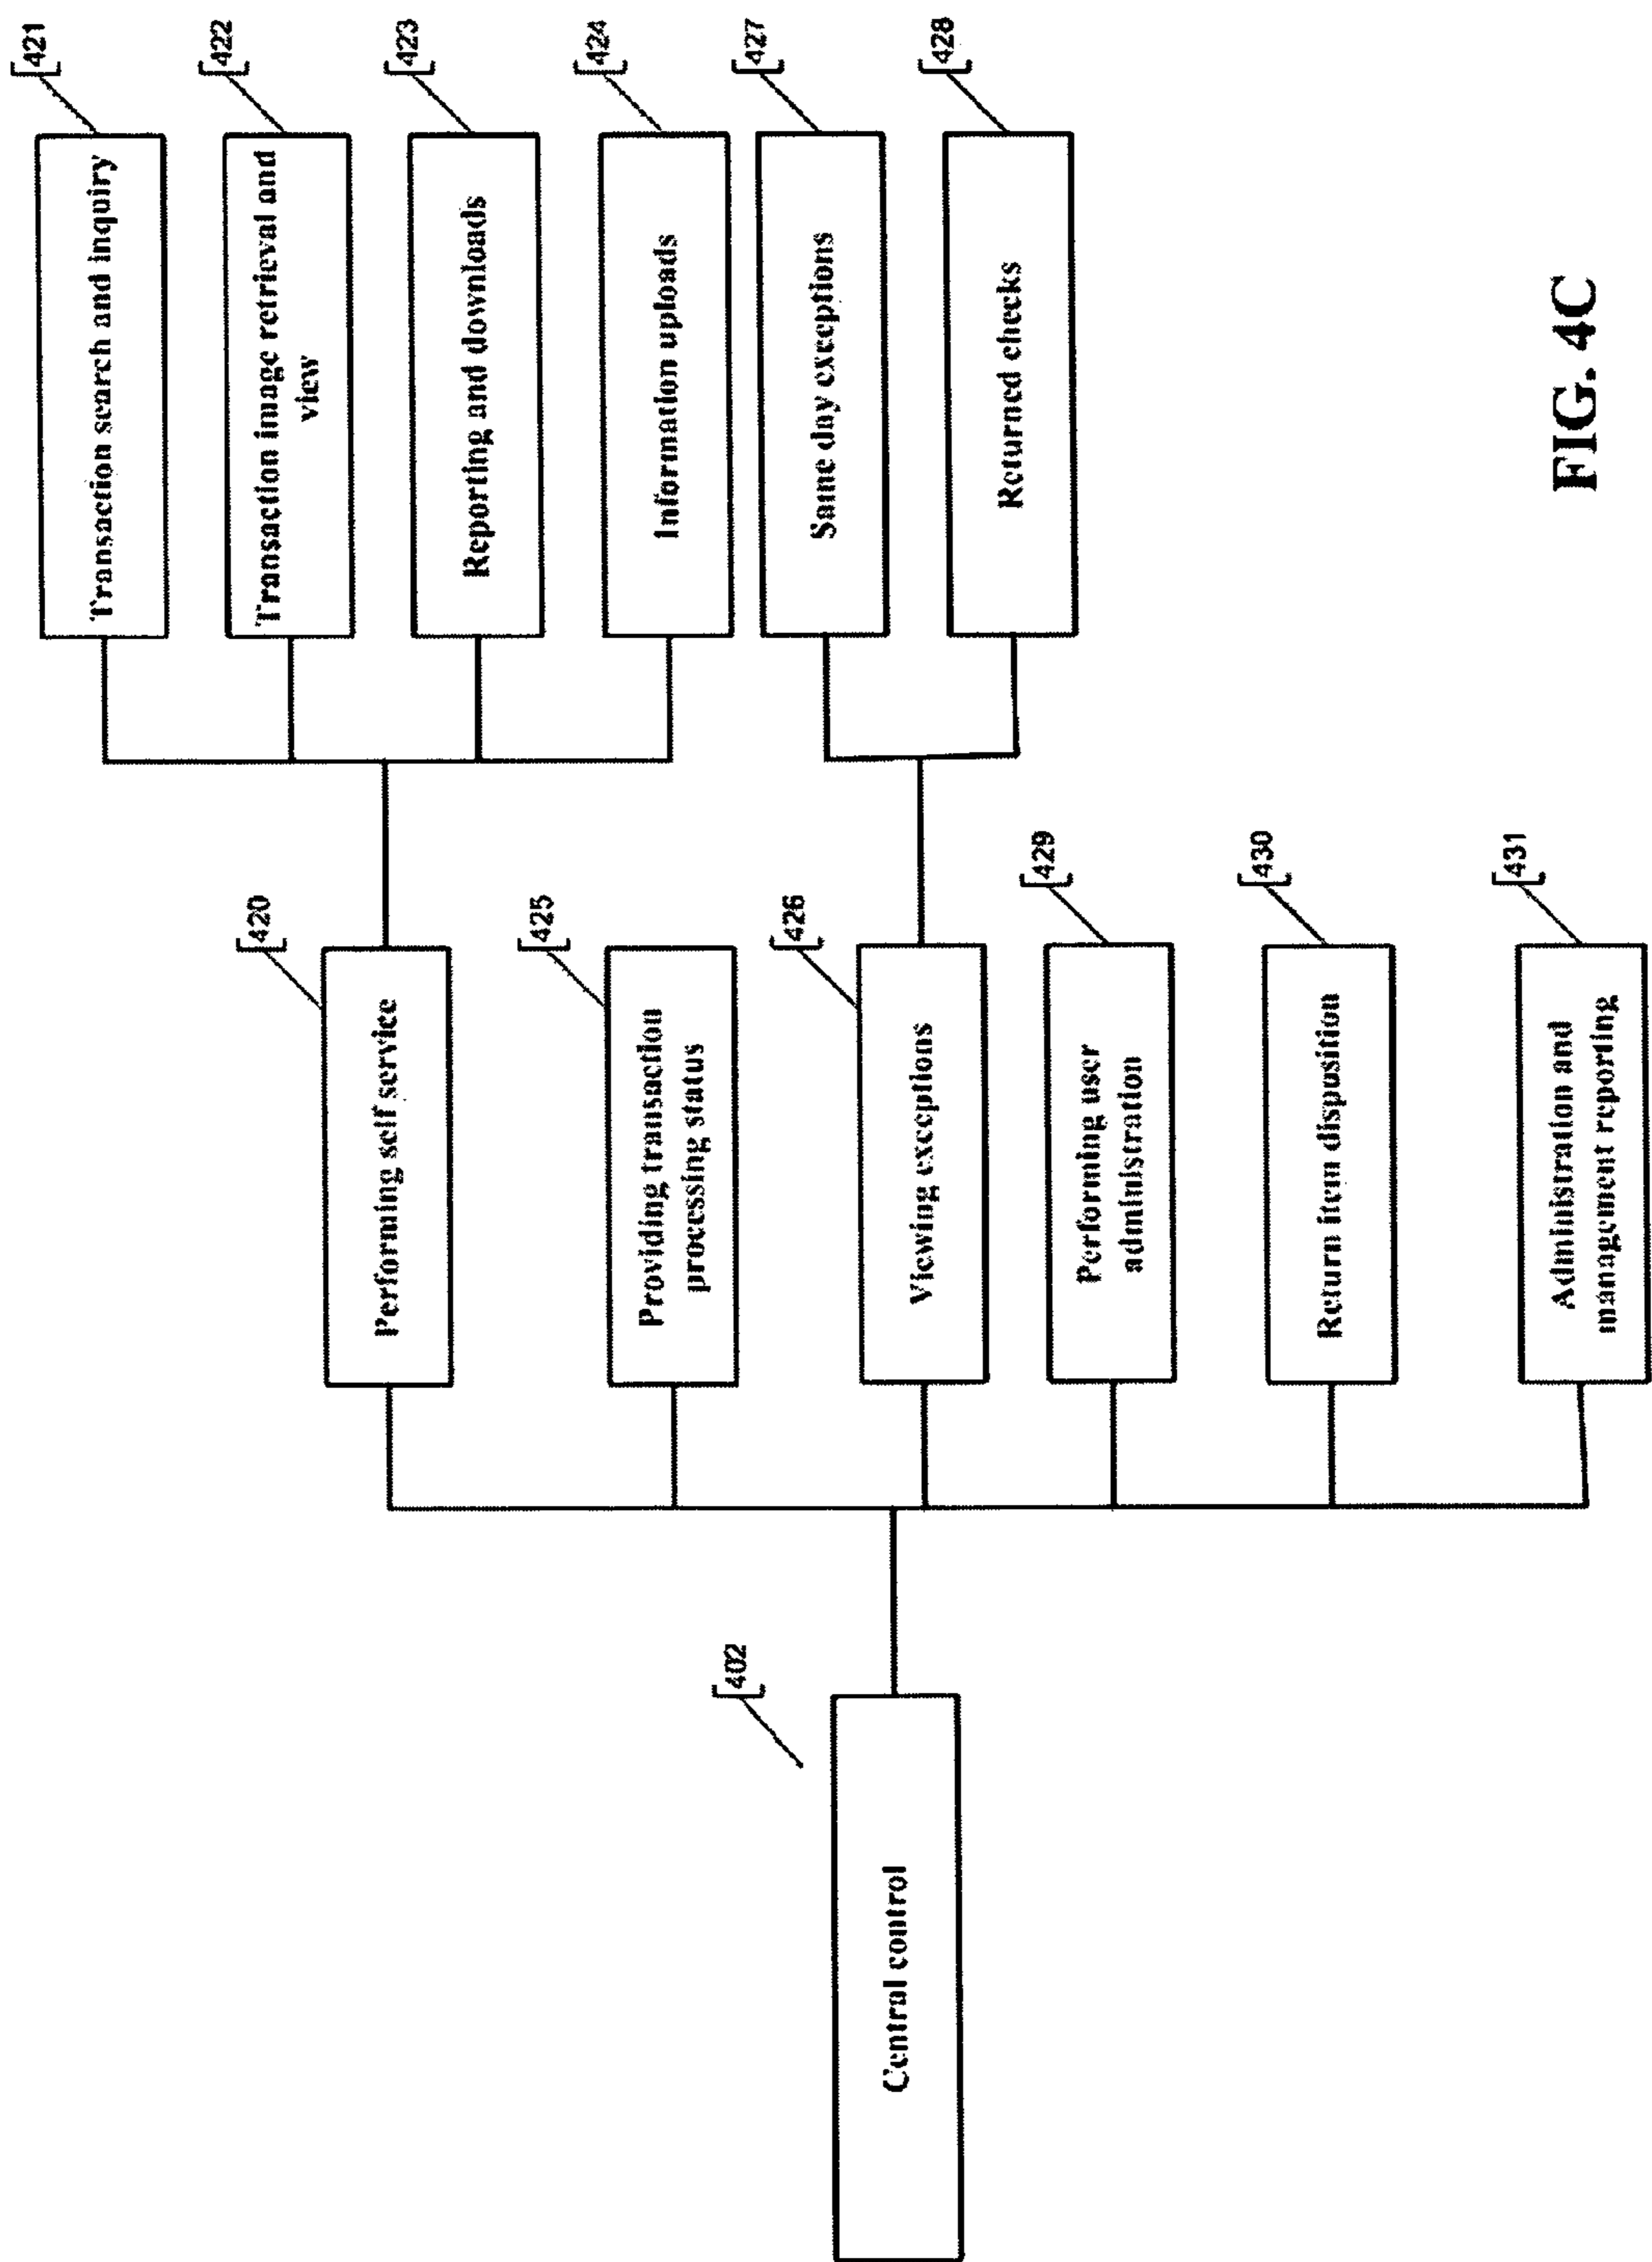 402
Central control
420
Performing self service
425
Providing transaction
processing status
426
Viewing exceptions
429
Performing user
administration
430
Return item disposition
431
Administration and
management reporting
421
Transaction search and inquiry
422
Transaction image retrieval and
view
423
Reporting and downloads
424
Information uploads
427
Same day exceptions
428
Returned checks
FIG. 4C